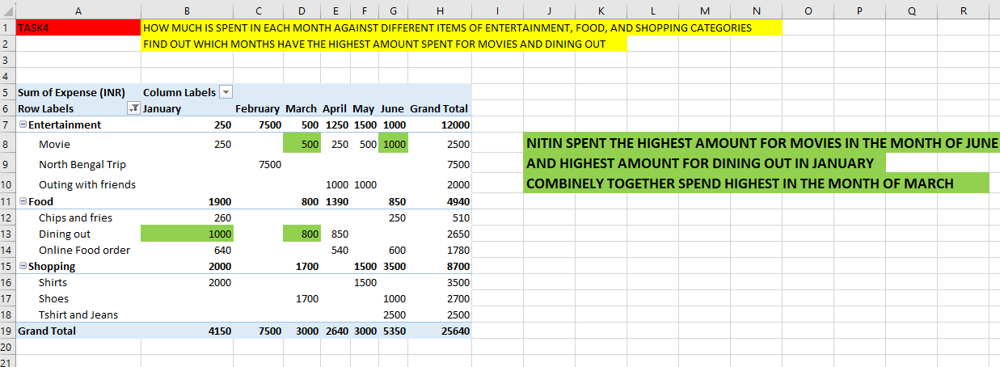 A B C D E F G H I J K L M N O P Q R
1 TASK4 HOW MUCH IS SPENT IN EACH MONTH AGAINST DIFFERENT ITEMS OF ENTERTAINMENT, FOOD, AND SHOPPING CATEGORIES
2 FIND OUT WHICH MONTHS HAVE THE HIGHEST AMOUNT SPENT FOR MOVIES AND DINING OUT
3
4
5 Sum of Expense (INR) Column Labels
6 Row Labels January February March April May June Grand Total
7 Entertainment 250 7500 500 1250 1500 1000 12000
8 Movie 250 500 250 500 1000 2500 NITIN SPENT THE HIGHEST AMOUNT FOR MOVIES IN THE MONTH OF JUNE
9 North Bengal Trip 7500 7500 AND HIGHEST AMOUNT FOR DINING OUT IN JANUARY
10 Outing with friends 1000 1000 2000 COMBINELY TOGETHER SPEND HIGHEST IN THE MONTH OF MARCH
11 Food 1900 800 1390 850 4940
12 Chips and fries 260 250 510
13 Dining out 1000 800 850 2650
14 Online Food order 640 540 600 1780
15 Shopping 2000 1700 1500 3500 8700
16 Shirts 2000 1500 3500
17 Shoes 1700 1000 2700
18 Tshirt and Jeans 2500 2500
19 Grand Total 4150 7500 3000 2640 3000 5350 25640
20
21